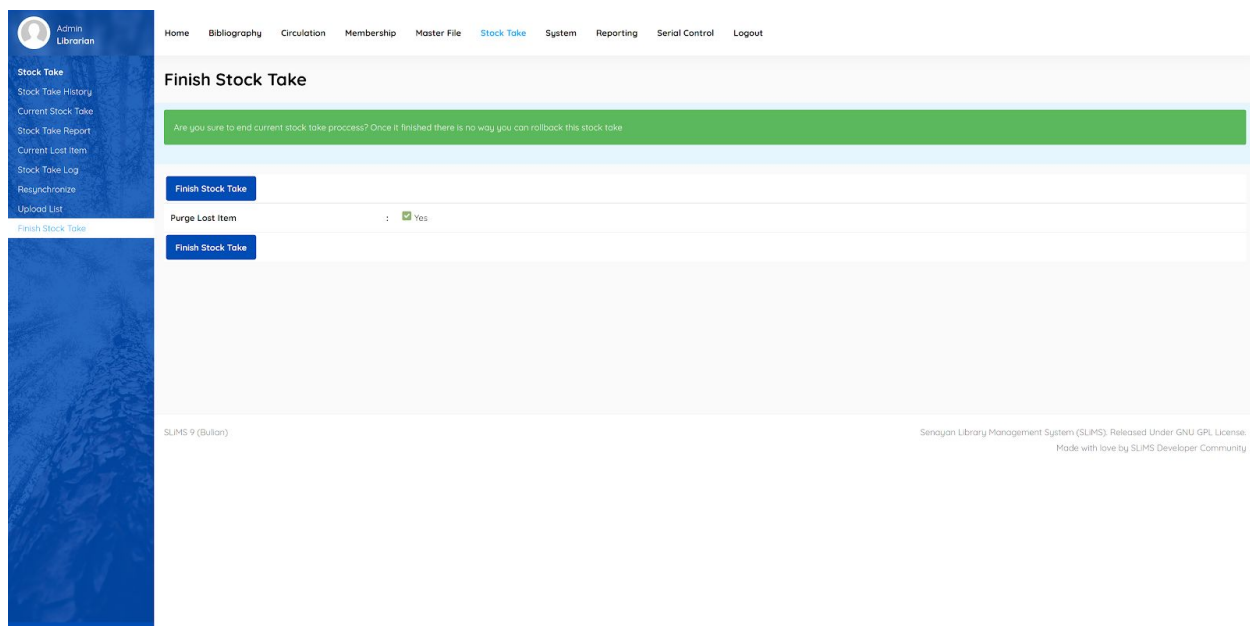 Admin
Librarian
Home Bibliography Circulation Membership Master File Stock Take System Reporting Serial Control Logout
Stock Take
Stock Take History
Current Stock Take
Stock Take Report
Current Lost Item
Stock Take Log
Resynchronize
Upload List
Finish Stock Take
Finish Stock Take
Are you sure to end current stock take proccess? Once it finished there is no way you can rollback this stock take
Finish Stock Take
Purge Lost Item : Yes
Finish Stock Take
SLiMS 9 (Bulian)
Senayan Library Management System (SLiMS), Released Under GNU GPL License.
Made with love by SLiMS Developer Community